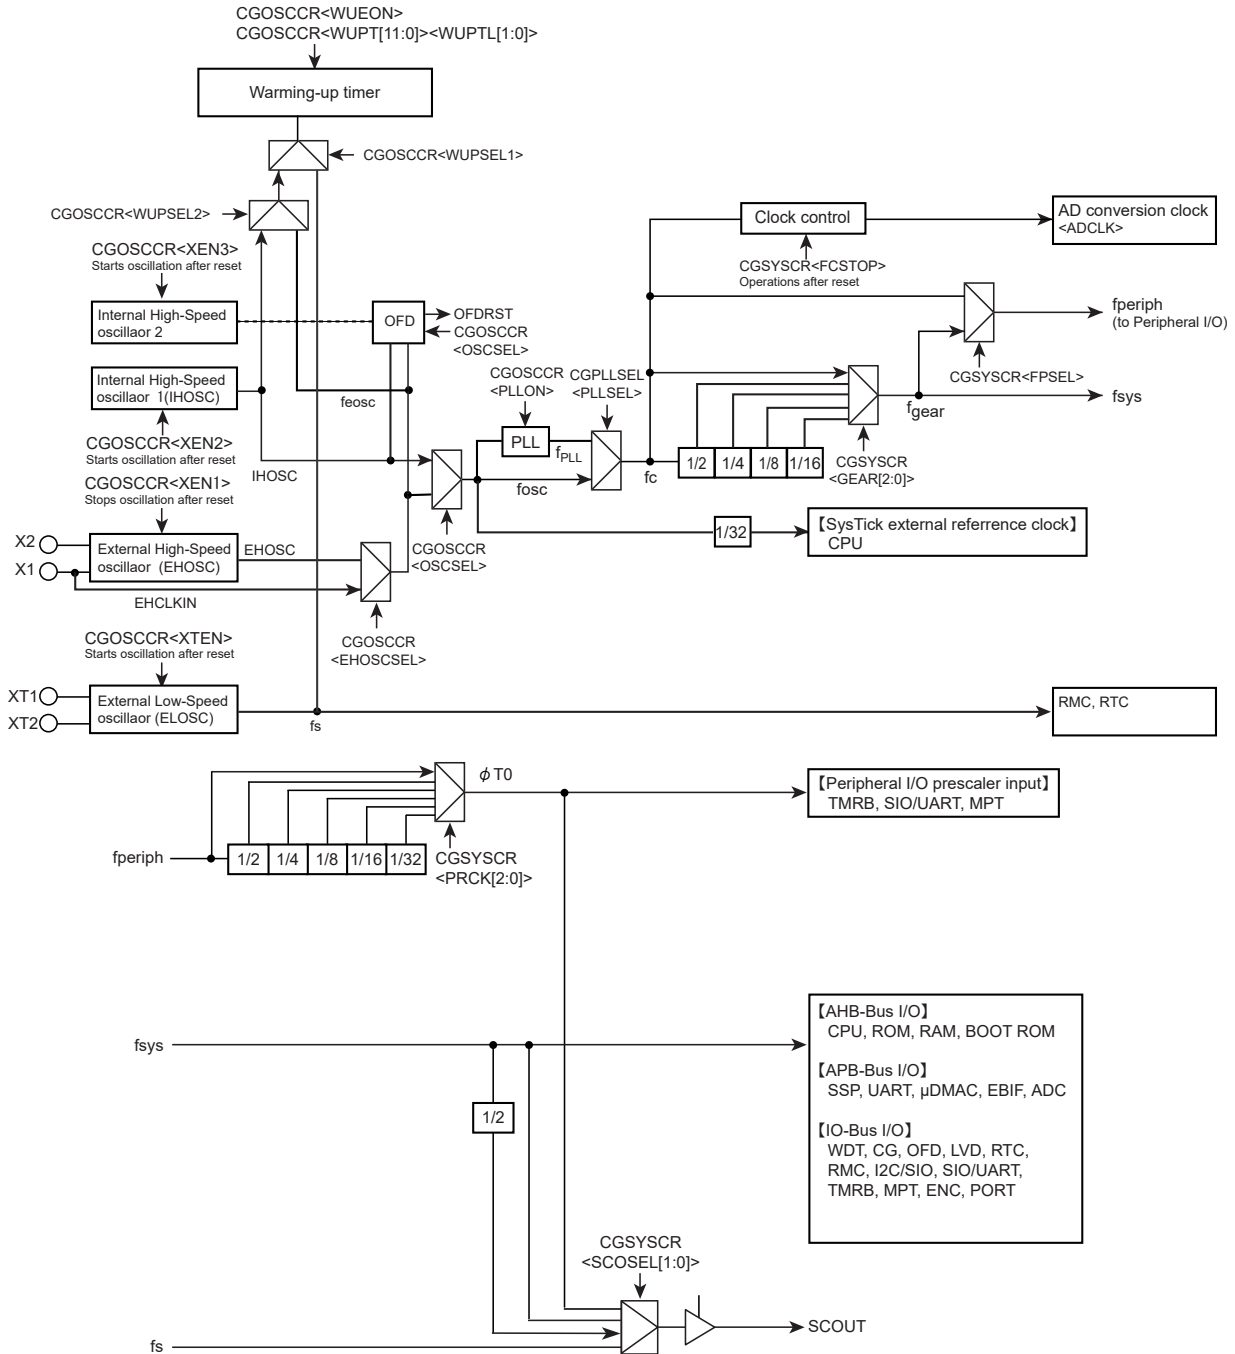 CGOSCCR<WUEON>
CGOSCCR<WUPT[11:0]><WUPTL[1:0]>
Warming-up timer
CGOSCCR<WUPSEL1>
CGOSCCR<WUPSEL2>
CGOSCCR<XEN3>
Starts oscillation after reset
Internal High-Speed
oscillaor 2
OFD
OFDRST
CGOSCCR
<OSCSEL>
Clock control
AD conversion clock
<ADCLK>
CGSYSCR<FCSTOP>
Operations after reset
fperiph
(to Peripheral I/O)
CGSYSCR<FPSEL>
Internal High-Speed
oscillaor 1(IHOSC)
CGOSCCR<XEN2>
Starts oscillation after reset
feosc
IHOSC
CGOSCCR
<PLLON>
CGPLLSEL
<PLLSEL>
PLL
fPLL
fosc
fc
1/2
1/4
1/8
1/16
CGSYSCR
<GEAR[2:0]>
fgear
fsys
CGOSCCR<XEN1>
Stops oscillation after reset
X2
X1
External High-Speed
oscillaor (EHOSC)
EHOSC
EHCLKIN
CGOSCCR
<OSCSEL>
CGOSCCR
<EHOSCSEL>
1/32
【SysTick external referrence clock】
CPU
CGOSCCR<XTEN>
Starts oscillation after reset
XT1
XT2
External Low-Speed
oscillaor (ELOSC)
fs
RMC, RTC
fperiph
1/2
1/4
1/8
1/16
1/32
CGSYSCR
<PRCK[2:0]>
ϕT0
【Peripheral I/O prescaler input】
TMRB, SIO/UART, MPT
fsys
1/2
【AHB-Bus I/O】
CPU, ROM, RAM, BOOT ROM
【APB-Bus I/O】
SSP, UART, µDMAC, EBIF, ADC
【IO-Bus I/O】
WDT, CG, OFD, LVD, RTC,
RMC, I2C/SIO, SIO/UART,
TMRB, MPT, ENC, PORT
CGSYSCR
<SCOSEL[1:0]>
SCOUT
fs